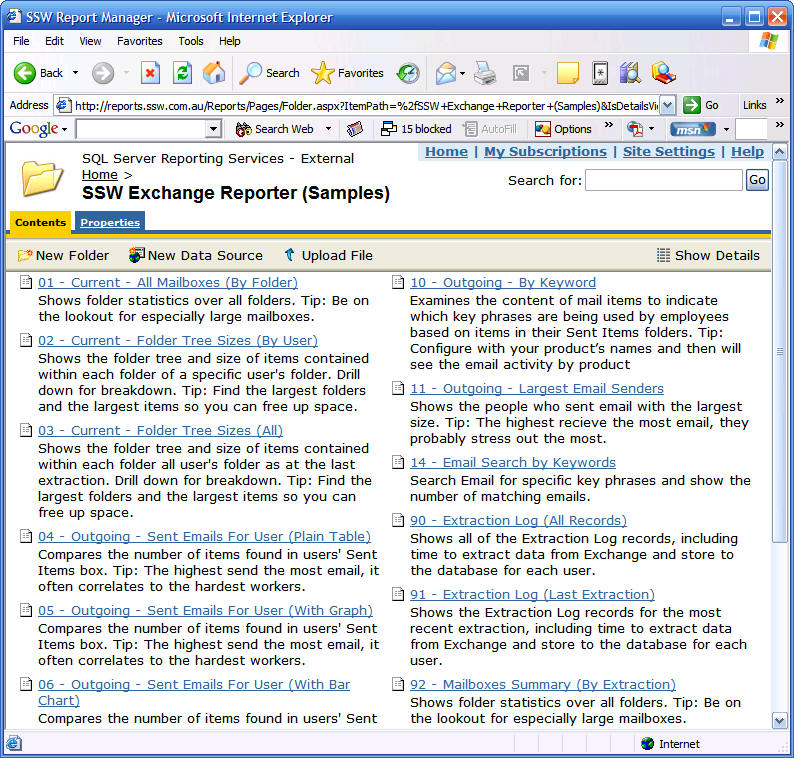 SSW Report Manager - Microsoft Internet Explorer
File Edit View Favorites Tools Help
Back Search Favorites
Address http://reports.ssw.com.au/Reports/Pages/Folder.aspx?ItemPath=%2fSSW+Exchange+Reporter+(Samples)&IsDetailsVi Go Links »
Google Search Web 15 blocked AutoFill Options » msn »
SQL Server Reporting Services - External
Home | My Subscriptions | Site Settings | Help
Home >
SSW Exchange Reporter (Samples)
Search for: Go
Contents Properties
New Folder New Data Source Upload File Show Details
01 - Current - All Mailboxes (By Folder)
Shows folder statistics over all folders. Tip: Be on
the lookout for especially large mailboxes.
02 - Current - Folder Tree Sizes (By User)
Shows the folder tree and size of items contained
within each folder of a specific user's folder. Drill
down for breakdown. Tip: Find the largest folders
and the largest items so you can free up space.
03 - Current - Folder Tree Sizes (All)
Shows the folder tree and size of items contained
within each folder all user's folder as at the last
extraction. Drill down for breakdown. Tip: Find the
largest folders and the largest items so you can
free up space.
04 - Outgoing - Sent Emails For User (Plain Table)
Compares the number of items found in users' Sent
Items box. Tip: The highest send the most email, it
often correlates to the hardest workers.
05 - Outgoing - Sent Emails For User (With Graph)
Compares the number of items found in users' Sent
Items box. Tip: The highest send the most email, it
often correlates to the hardest workers.
06 - Outgoing - Sent Emails For User (With Bar
Chart)
Compares the number of items found in users' Sent
10 - Outgoing - By Keyword
Examines the content of mail items to indicate
which key phrases are being used by employees
based on items in their Sent Items folders. Tip:
Configure with your product’s names and then will
see the email activity by product
11 - Outgoing - Largest Email Senders
Shows the people who sent email with the largest
size. Tip: The highest recieve the most email, they
probably stress out the most.
14 - Email Search by Keywords
Search Email for specific key phrases and show the
number of matching emails.
90 - Extraction Log (All Records)
Shows all of the Extraction Log records, including
time to extract data from Exchange and store to
the database for each user.
91 - Extraction Log (Last Extraction)
Shows the Extraction Log records for the most
recent extraction, including time to extract data
from Exchange and store to the database for each
user.
92 - Mailboxes Summary (By Extraction)
Shows folder statistics over all folders. Tip: Be on
the lookout for especially large mailboxes.
Internet